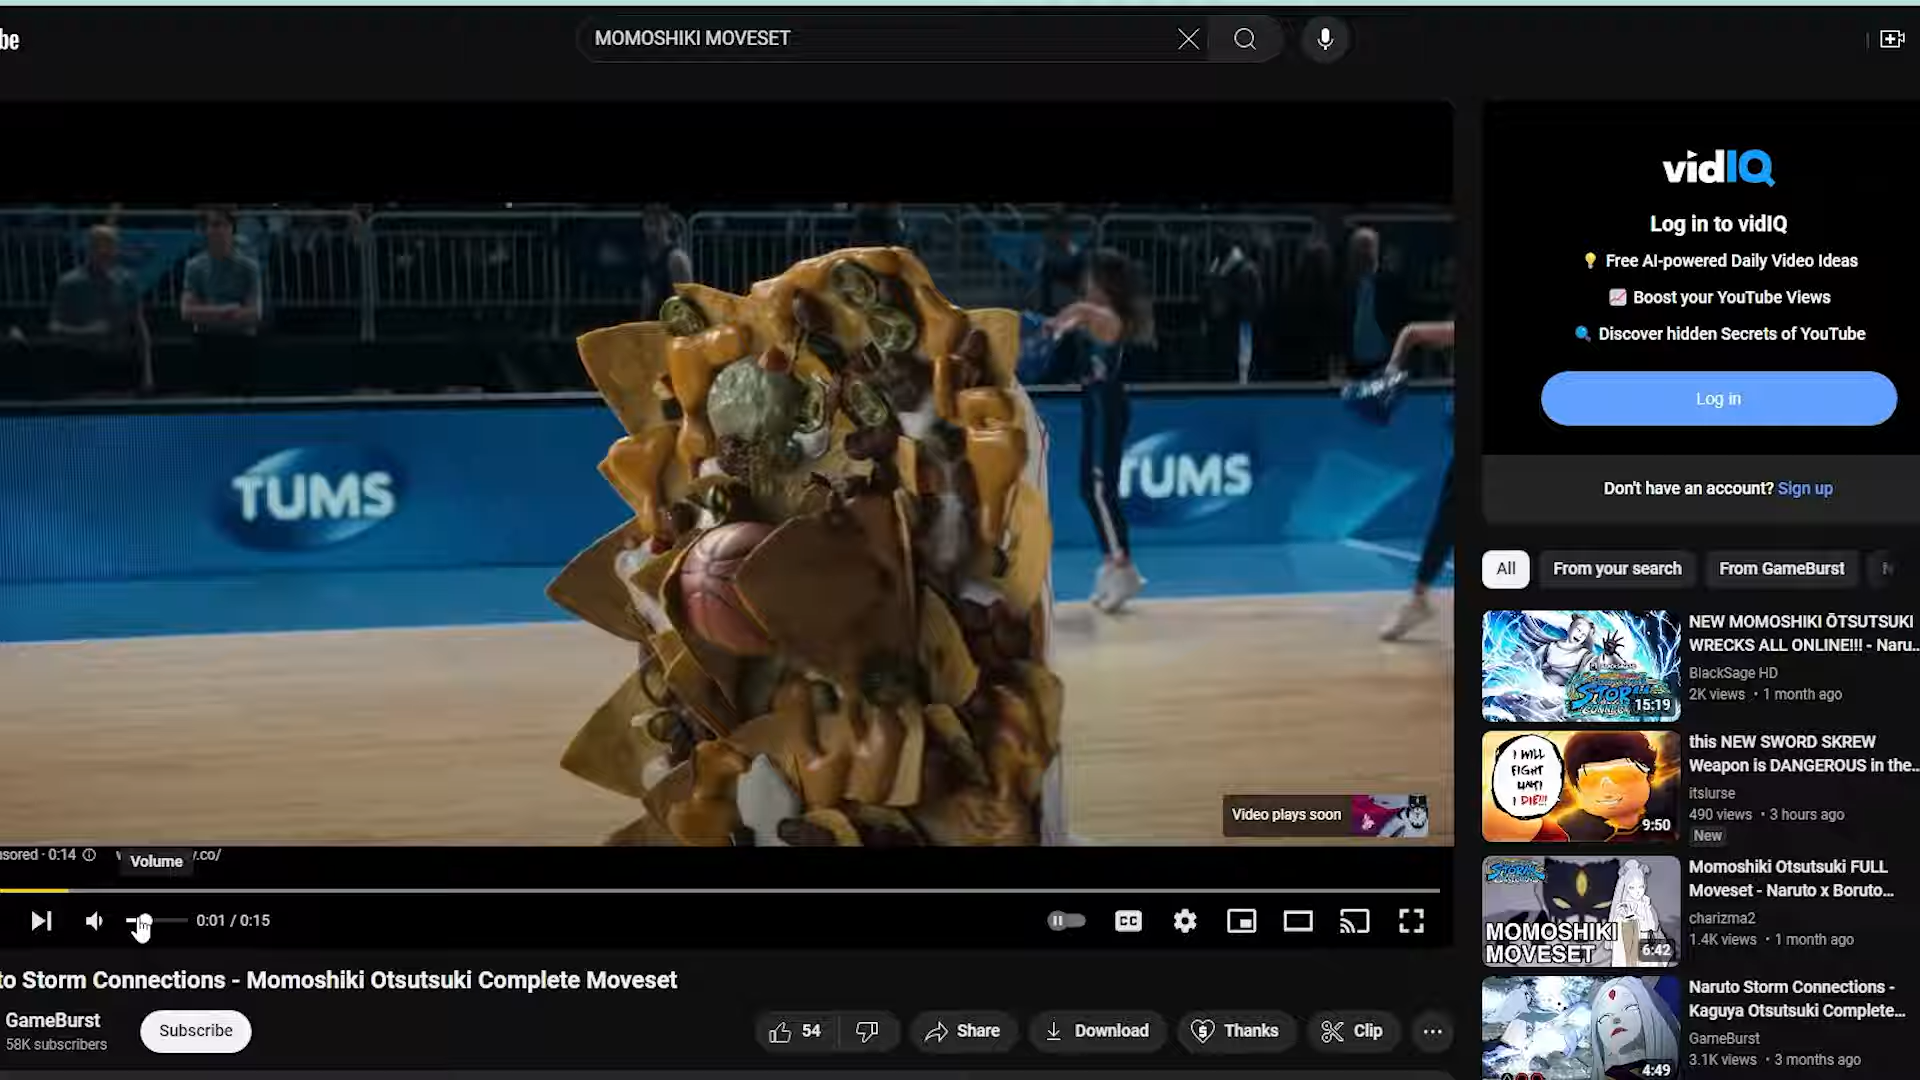 be
MOMOSHIKI MOVESET
TUMS
TUMS
Video plays soon
sored · 0:14
.co/
Volume
0:01 / 0:15
CC
to Storm Connections - Momoshiki Otsutsuki Complete Moveset
GameBurst
58K subscribers
Subscribe
54
Share
Download
Thanks
Clip
vidIQ
Log in to vidIQ
Free AI-powered Daily Video Ideas
Boost your YouTube Views
Discover hidden Secrets of YouTube
Log in
Don't have an account? Sign up
All
From your search
From GameBurst
15:19
NEW MOMOSHIKI ŌTSUTSUKI
WRECKS ALL ONLINE!!! - Naru...
BlackSage HD
2K views · 1 month ago
I WILL
FIGHT
UNTIL
I DIE!!!
9:50
this NEW SWORD SKREW
Weapon is DANGEROUS in the...
itslurse
490 views · 3 hours ago
New
STORM
MOMOSHIKI
MOVESET
6:42
Momoshiki Otsutsuki FULL
Moveset - Naruto x Boruto...
charizma2
1.4K views · 1 month ago
4:49
Naruto Storm Connections -
Kaguya Otsutsuki Complete...
GameBurst
3.1K views · 3 months ago